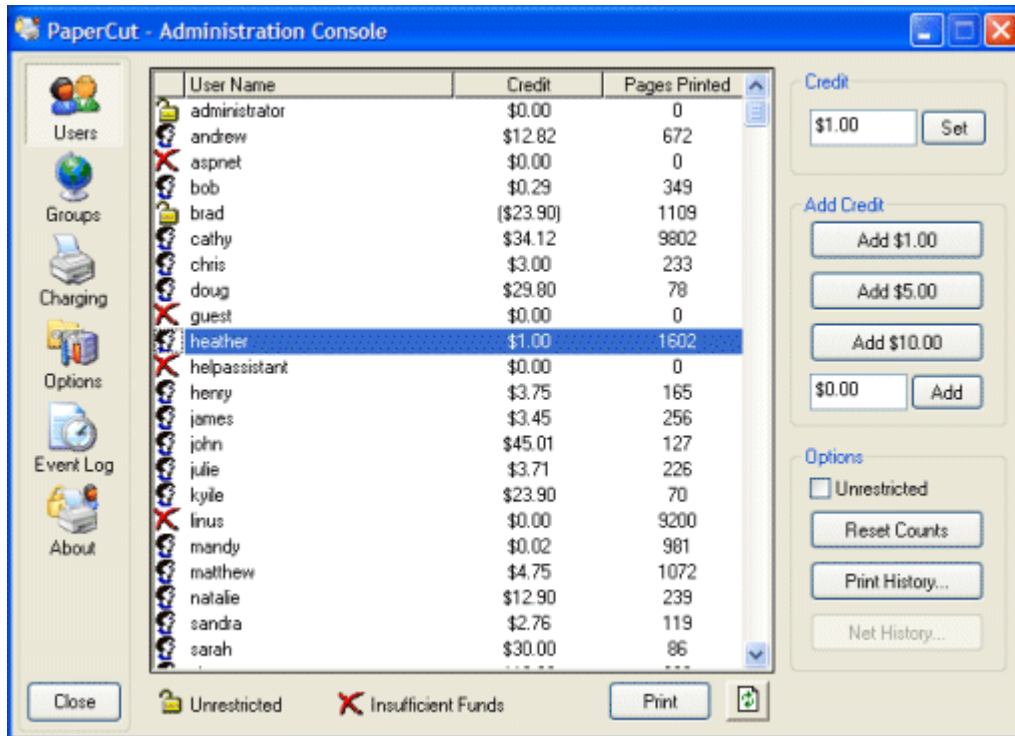 PaperCut - Administration Console
Users
Groups
Charging
Options
Event Log
About
Close
User Name Credit Pages Printed
administrator $0.00 0
andrew $12.82 672
aspnet $0.00 0
bob $0.29 349
brad ($23.90) 1109
cathy $34.12 9802
chris $3.00 233
doug $29.80 78
guest $0.00 0
heather $1.00 1602
helpassistant $0.00 0
henry $3.75 165
james $3.45 256
john $45.01 127
julie $3.71 226
kyile $23.90 70
linus $0.00 9200
mandy $0.02 981
matthew $4.75 1072
natalie $12.90 239
sandra $2.76 119
sarah $30.00 86
Unrestricted Insufficient Funds Print
Credit
$1.00 Set
Add Credit
Add $1.00
Add $5.00
Add $10.00
$0.00 Add
Options
Unrestricted
Reset Counts
Print History...
Net History...